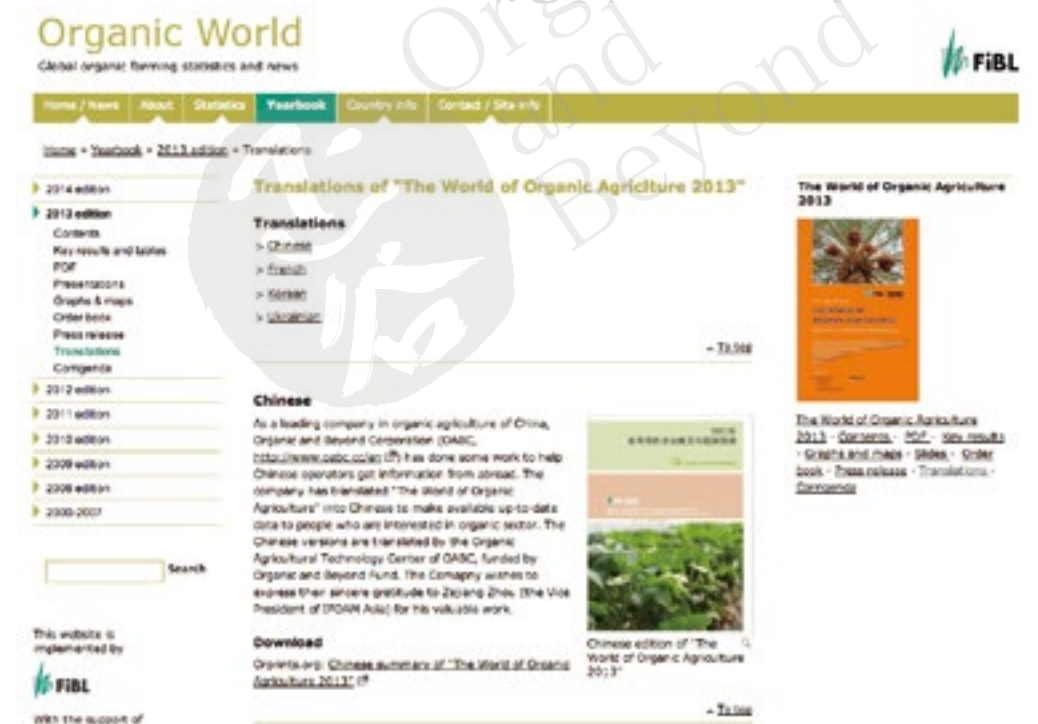 Organic World
Global organic farming statistics and news
FiBL
Home / News About Statistics Yearbook Country info Contact / Site info
Home » Yearbook » 2013 edition » Translations
2014 edition
2013 edition
Contents
Key results and tables
PDF
Presentations
Graphs & maps
Order book
Press release
Translations
Corrigenda
2012 edition
2011 edition
2010 edition
2009 edition
2008 edition
2000-2007
Search
This website is
implemented by
FiBL
With the support of
Translations of "The World of Organic Agriclture 2013"
Translations
> Chinese
> French
> Korean
> Ukrainian
To top
Chinese
As a leading company in organic agriculture of China,
Organic and Beyond Corporation (OABC,
http://www.oabc.cc/en) has done some work to help
Chinese operators get information from abroad. The
company has translated "The World of Organic
Agriculture" into Chinese to make available up-to-date
data to people who are interested in organic sector. The
Chinese versions are translated by the Organic
Agricultural Technology Center of OABC, funded by
Organic and Beyond Fund. The Comapny wishes to
express their sincere gratitude to Zejiang Zhou (the Vice
President of IFOAM Asia) for his valuable work.
Download
Orprints.org: Chinese summary of "The World of Organic
Agriculture 2013"
Chinese edition of "The
World of Organic Agriculture
2013"
To top
The World of Organic Agriculture
2013
The World of Organic Agriculture
2013 - Contents - PDF - Key results
- Graphs and maps - Slides - Order
book - Press release - Translations -
Corrigenda
Organic
and
Beyond